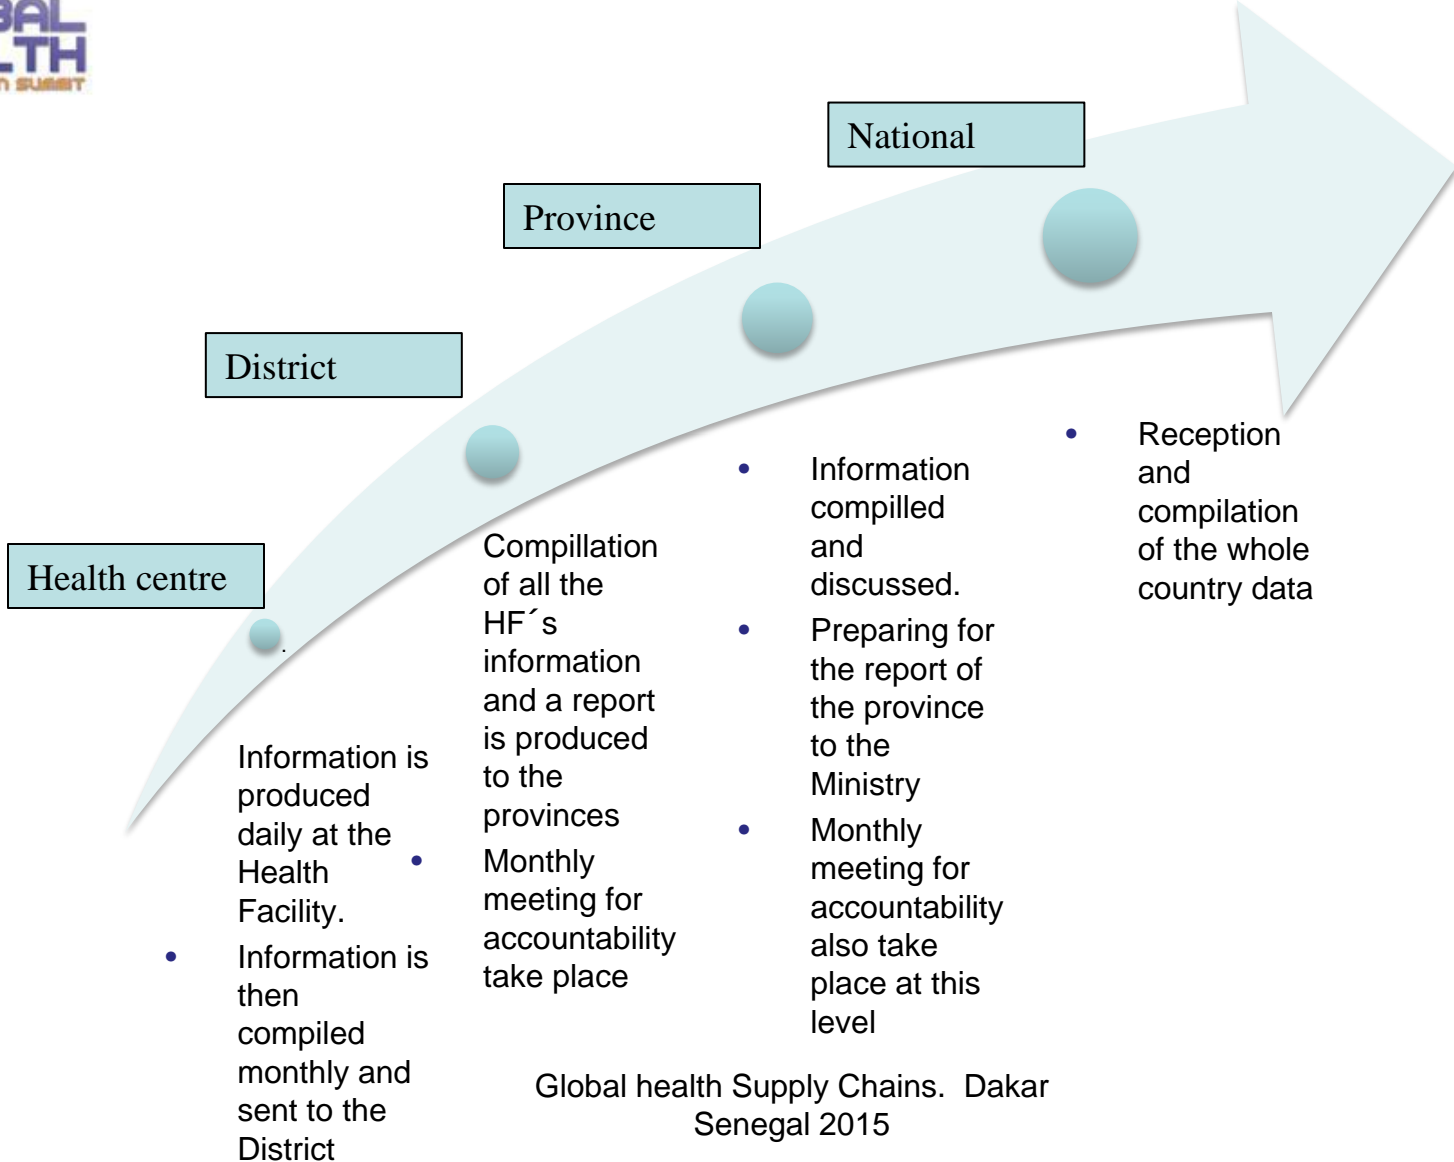 BAL
LTH
N SUMMIT
National
Province
District
Health centre
.
Information is
produced
daily at the
Health
Facility.
• Information is
then
compiled
monthly and
sent to the
District
Compillation
of all the
HF´s
information
and a report
is produced
to the
provinces
• Monthly
meeting for
accountability
take place
• Information
compilled
and
discussed.
• Preparing for
the report of
the province
to the
Ministry
• Monthly
meeting for
accountability
also take
place at this
level
• Reception
and
compilation
of the whole
country data
Global health Supply Chains.  Dakar
Senegal 2015